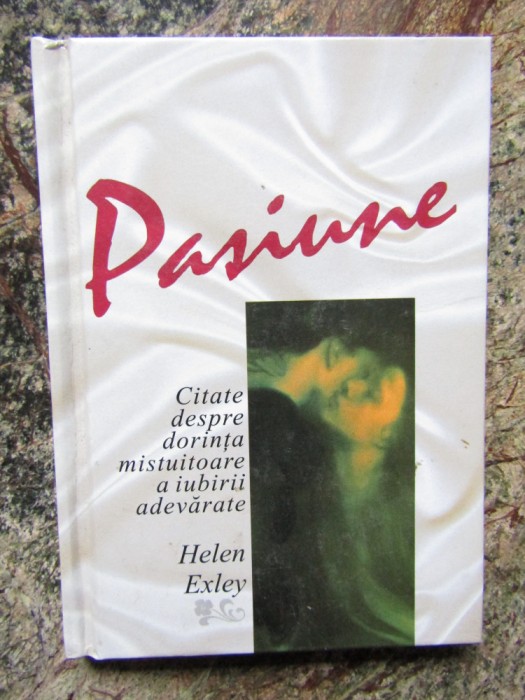 Pasiune
Citate
despre
dorința
mistuitoare
a iubirii
adevărate
Helen
Exley